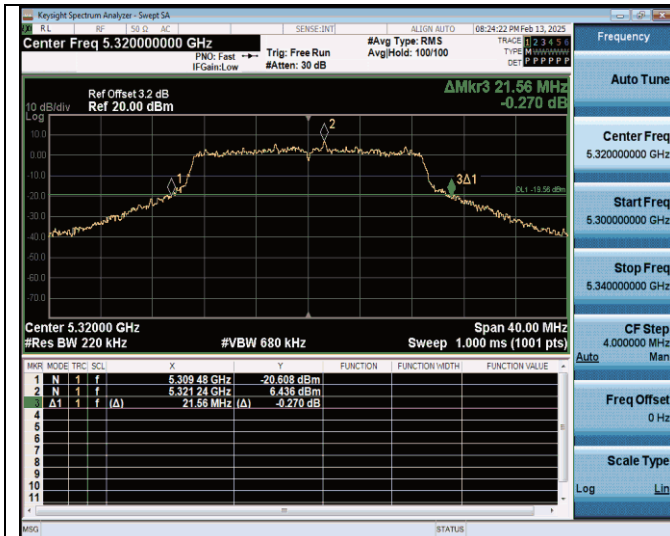 Keysight Spectrum Analyzer - Swept SA
RL RF 50 Ω AC SENSE:INT ALIGN AUTO 08:24:22 PM Feb 13, 2025
Center Freq 5.320000000 GHz
PNO: Fast
IFGain:Low
Trig: Free Run
#Atten: 30 dB
#Avg Type: RMS
Avg|Hold: 100/100
TRACE 1 2 3 4 5 6
TYPE M W W W W W
DET P P P P P P
ΔMkr3 21.56 MHz
-0.270 dB
Ref Offset 3.2 dB
Ref 20.00 dBm
10 dB/div
Log
10.0
0.00
-10.0
-20.0
-30.0
-40.0
-50.0
-60.0
-70.0
1
2
3Δ1
DL1 -19.56 dBm
Center 5.32000 GHz
Span 40.00 MHz
#Res BW 220 kHz
#VBW 680 kHz
Sweep 1.000 ms (1001 pts)
MKR MODE TRC SCL X Y FUNCTION FUNCTION WIDTH FUNCTION VALUE
1 N 1 f 5.309 48 GHz -20.608 dBm
2 N 1 f 5.321 24 GHz 6.436 dBm
3 Δ1 1 f (Δ) 21.56 MHz (Δ) -0.270 dB
4
5
6
7
8
9
10
11
MSG
STATUS
Frequency
Auto Tune
Center Freq
5.320000000 GHz
Start Freq
5.300000000 GHz
Stop Freq
5.340000000 GHz
CF Step
4.000000 MHz
Auto Man
Freq Offset
0 Hz
Scale Type
Log Lin